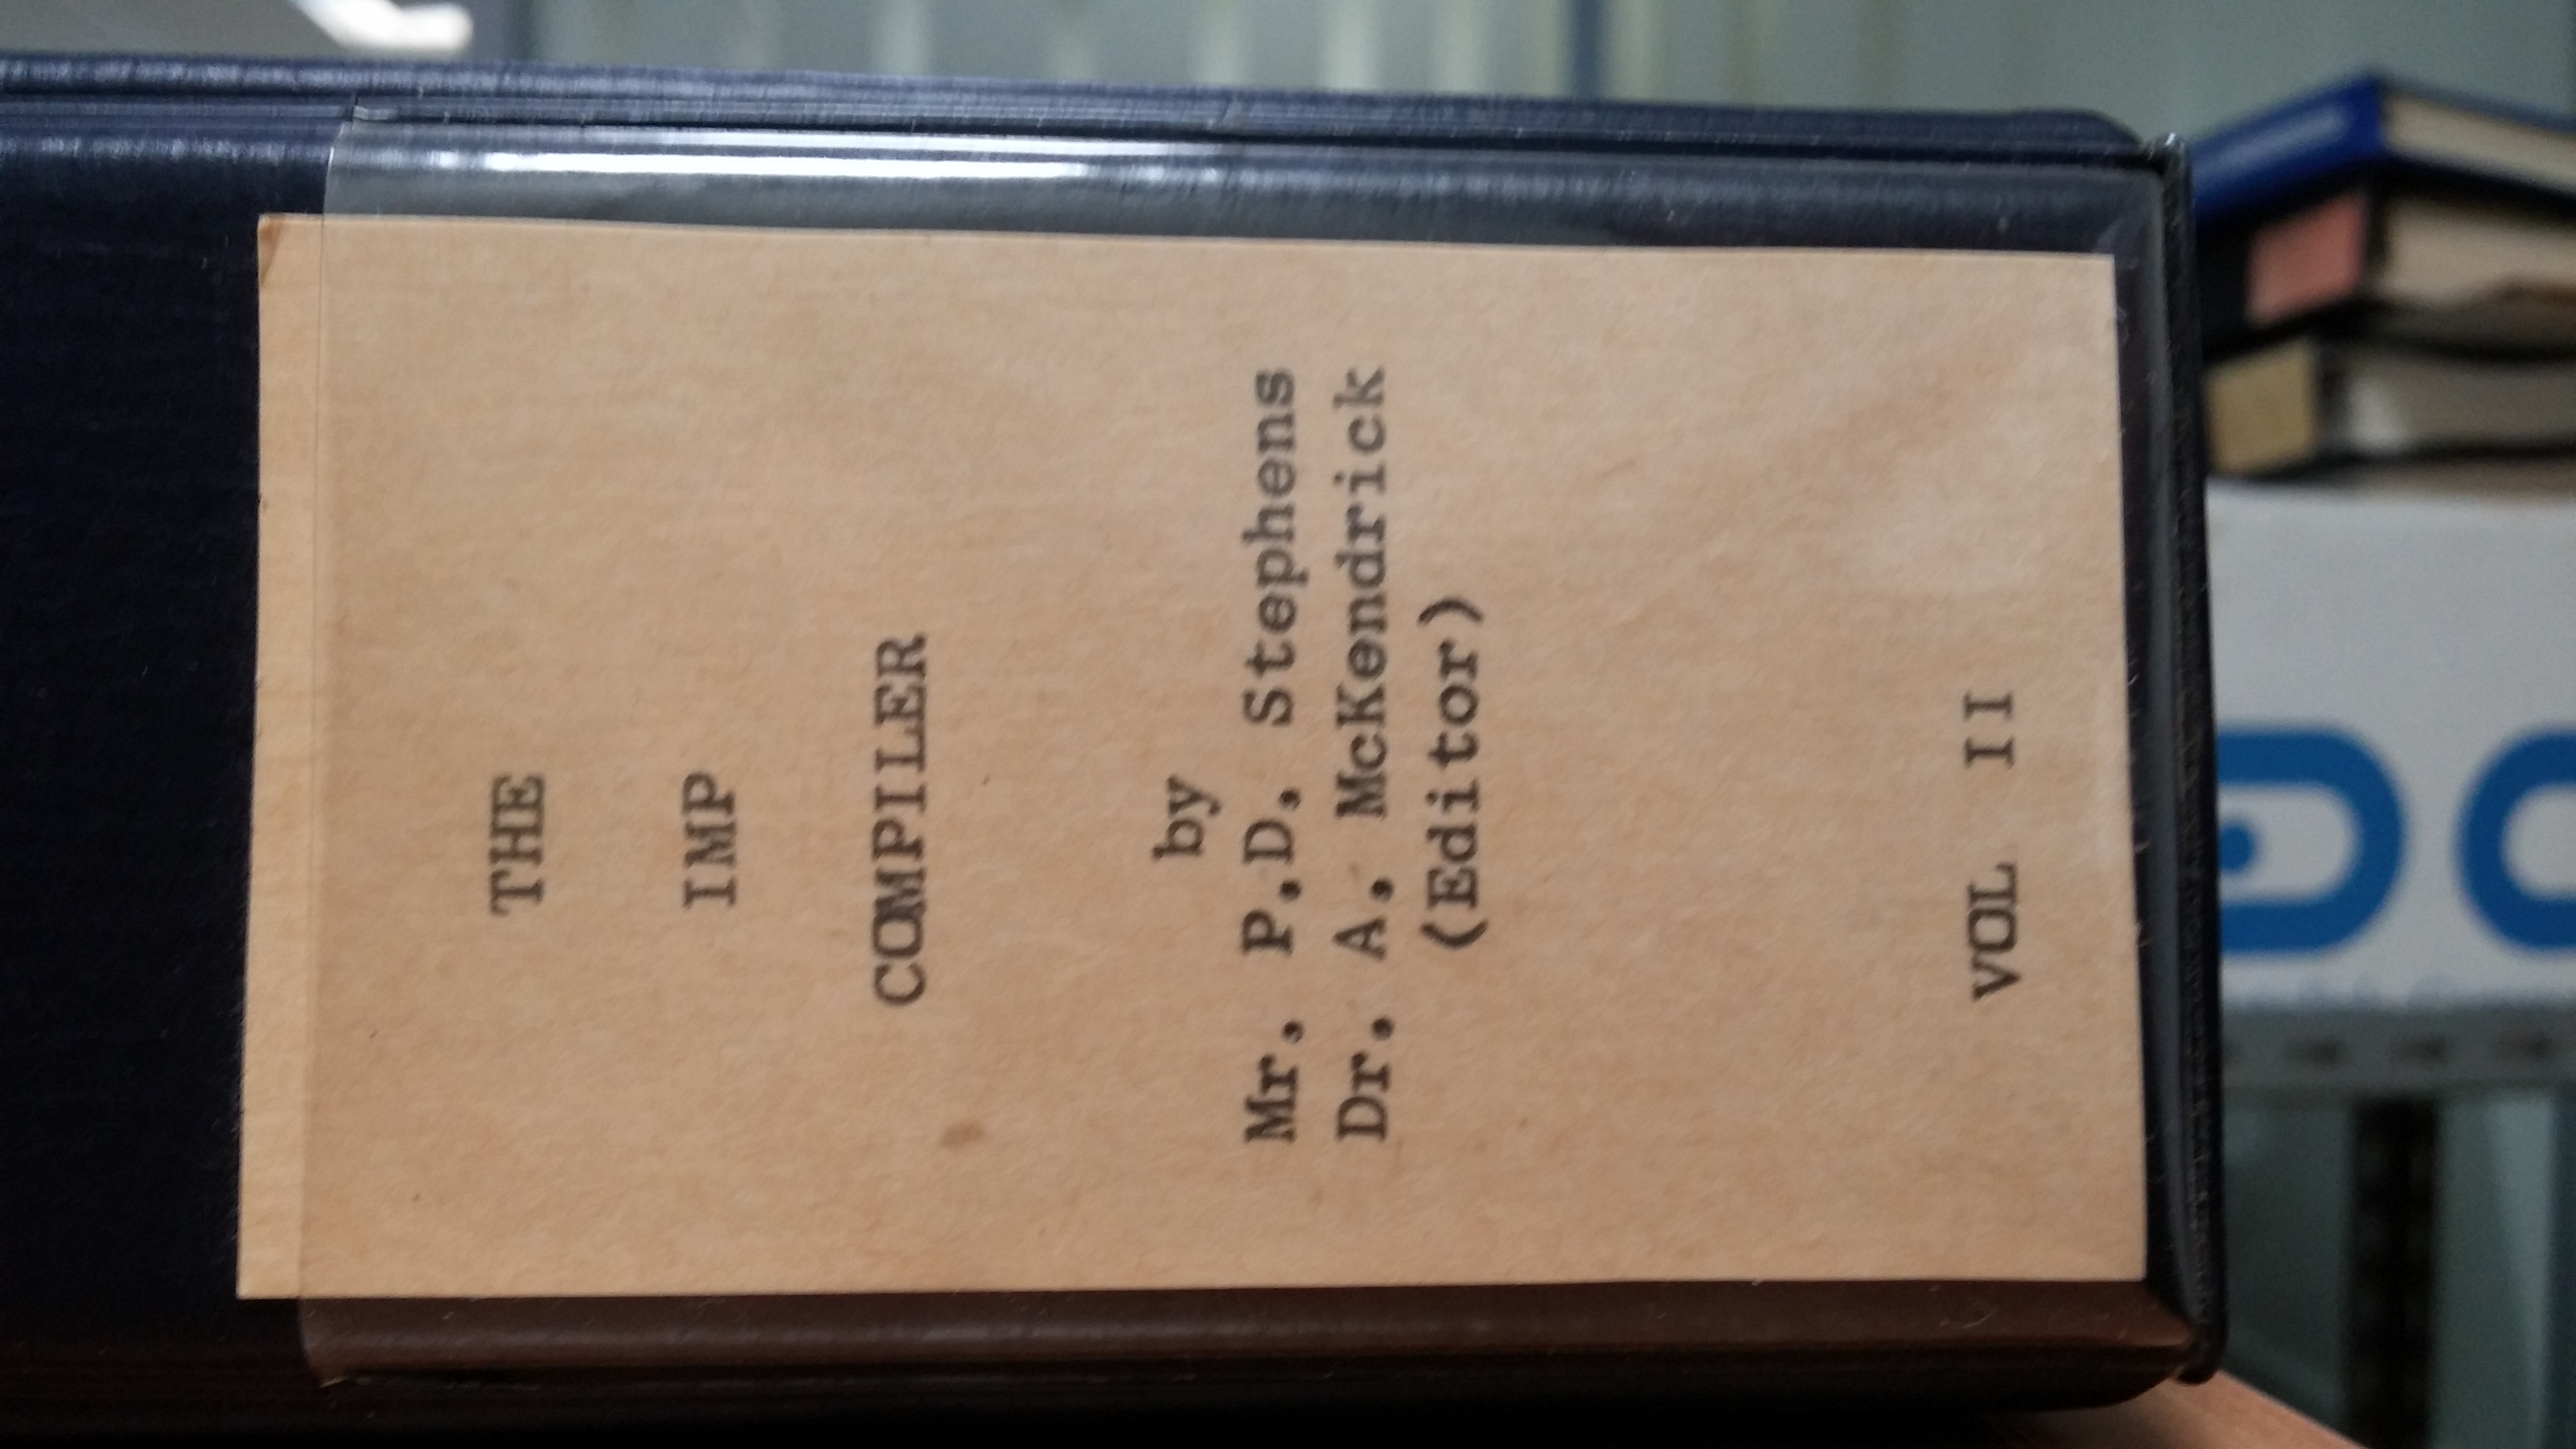 THE
IMP
COMPILER
by
Mr. P.D. Stephens
Dr. A. McKendrick
(Editor)
VOL II